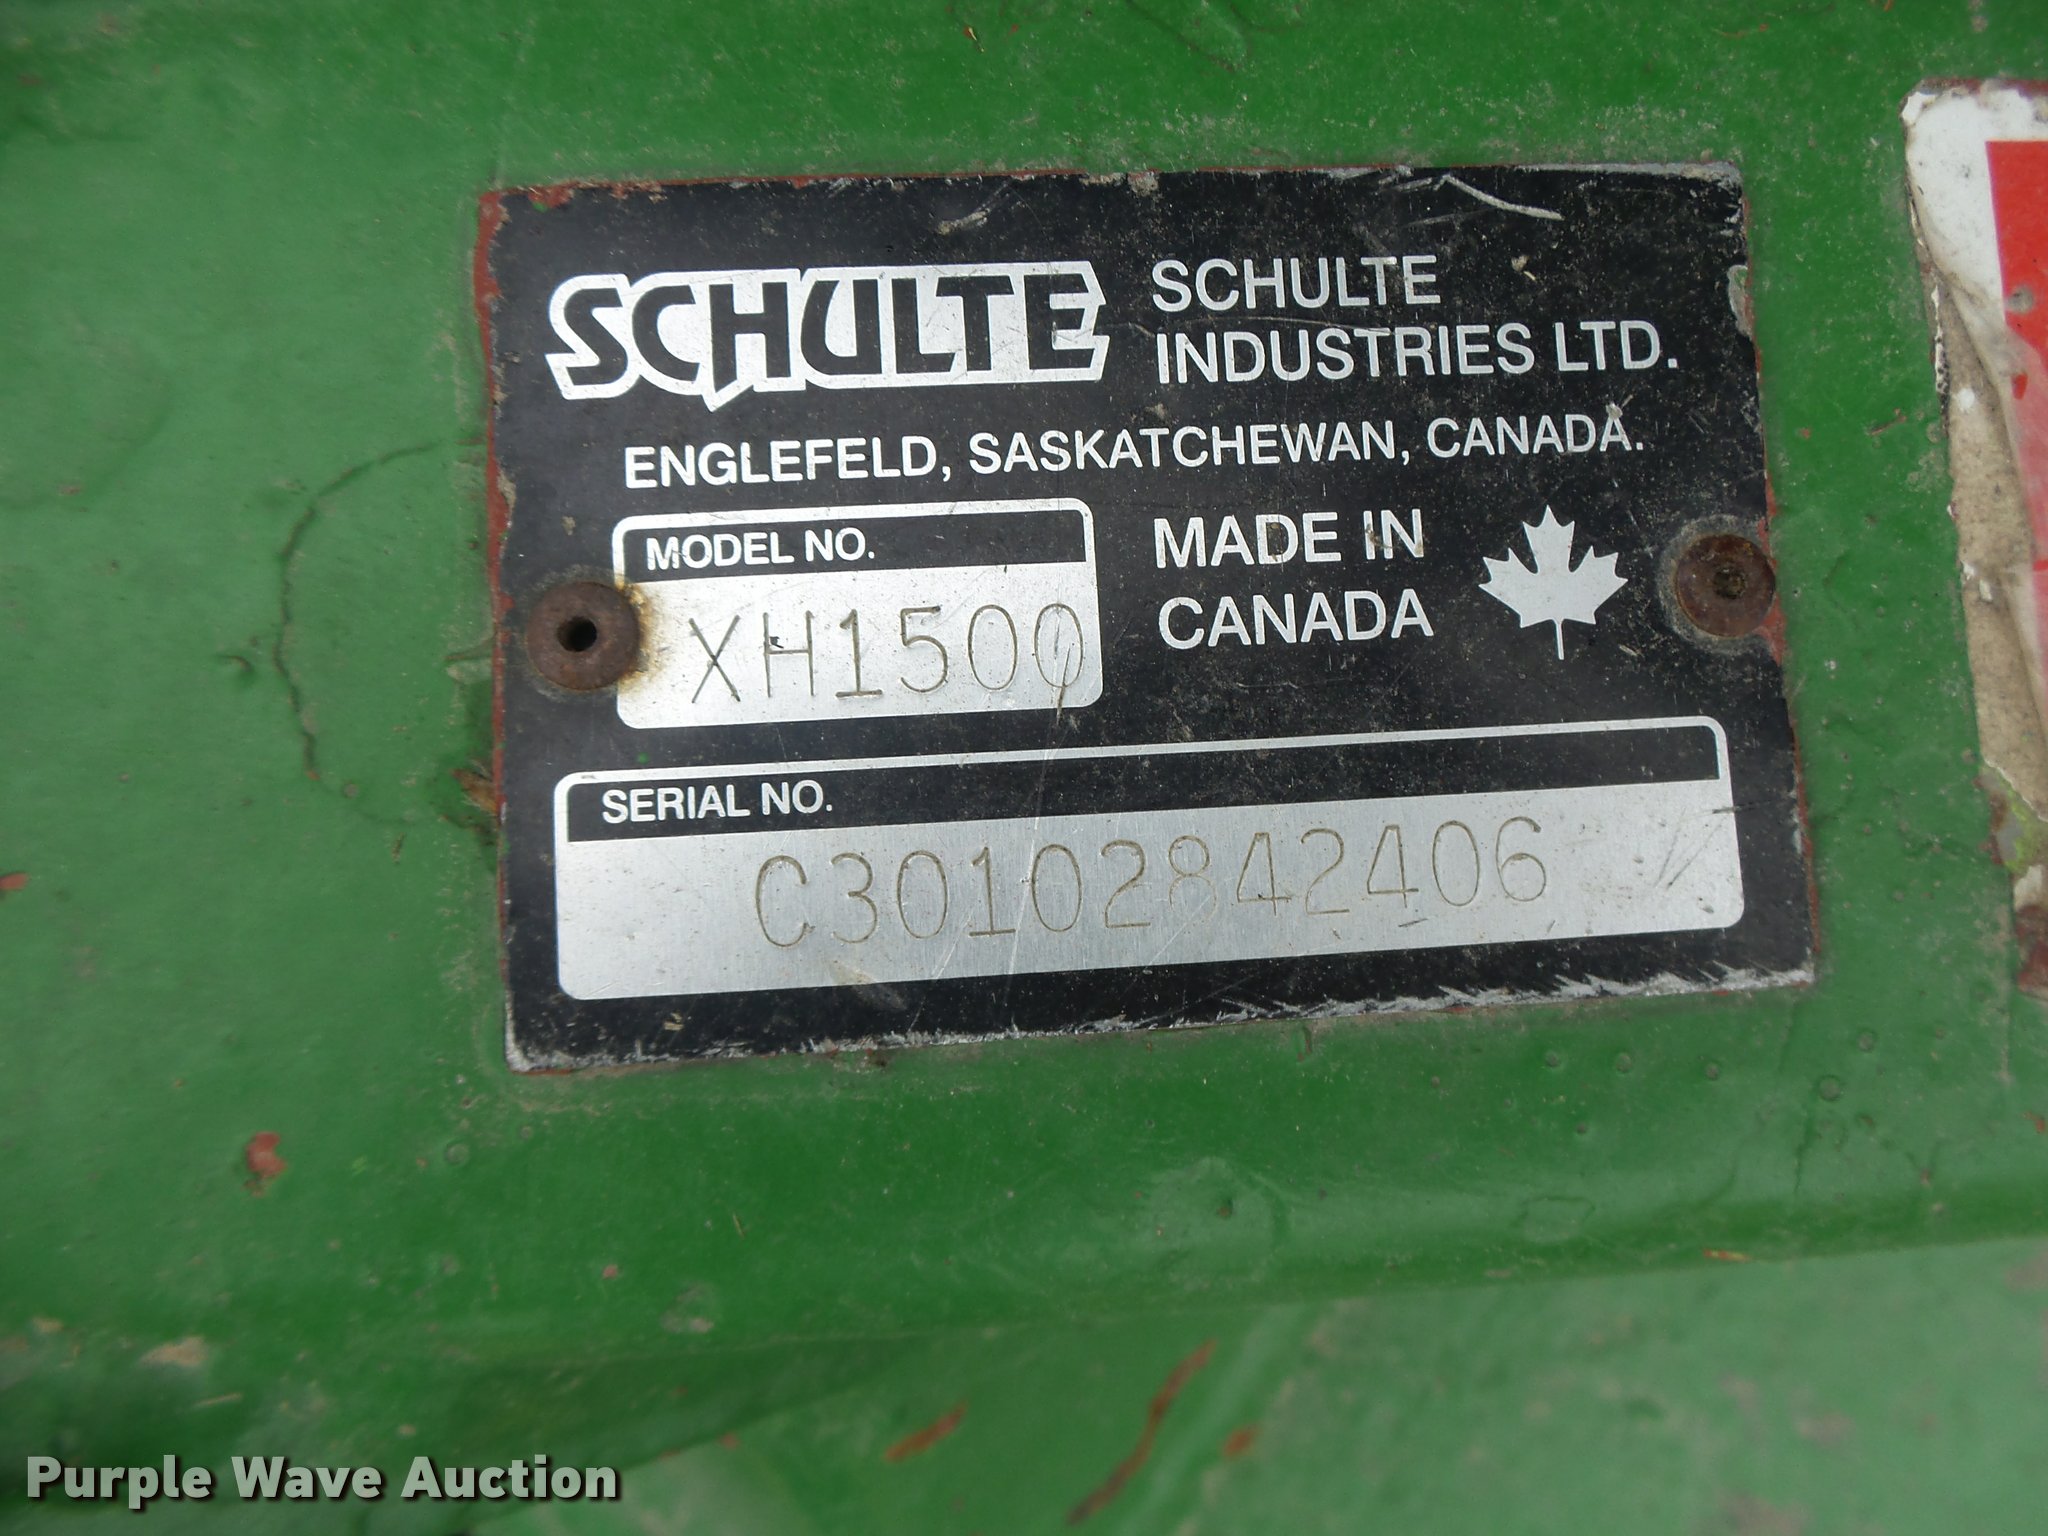 SCHULTE
SCHULTE
INDUSTRIES LTD.
ENGLEFELD, SASKATCHEWAN, CANADA.
MODEL NO.
XH1500
MADE IN
CANADA
SERIAL NO.
C30102842406
Purple Wave Auction